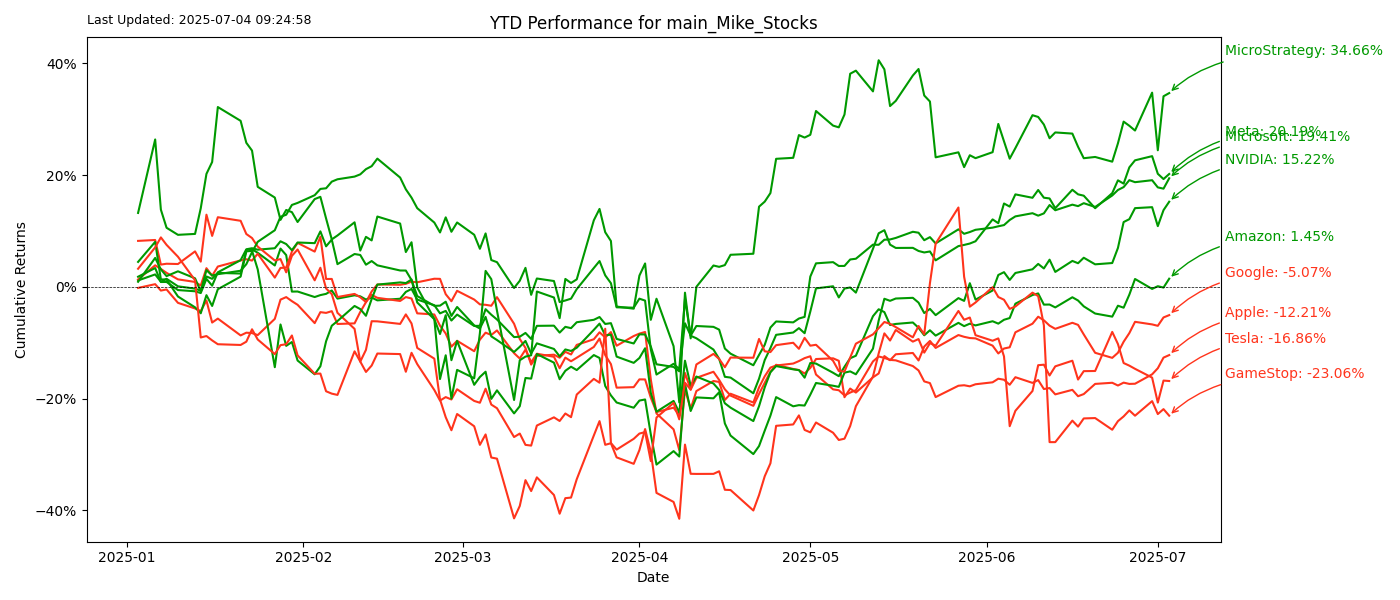 Last Updated: 2025-07-04 09:24:58
YTD Performance for main_Mike_Stocks
MicroStrategy: 34.66%
Meta: 20.19%
Microsoft: 19.41%
NVIDIA: 15.22%
Amazon: 1.45%
Google: -5.07%
Apple: -12.21%
Tesla: -16.86%
GameStop: -23.06%
Cumulative Returns
40%
20%
0%
−20%
−40%
2025-01
2025-02
2025-03
2025-04
2025-05
2025-06
2025-07
Date